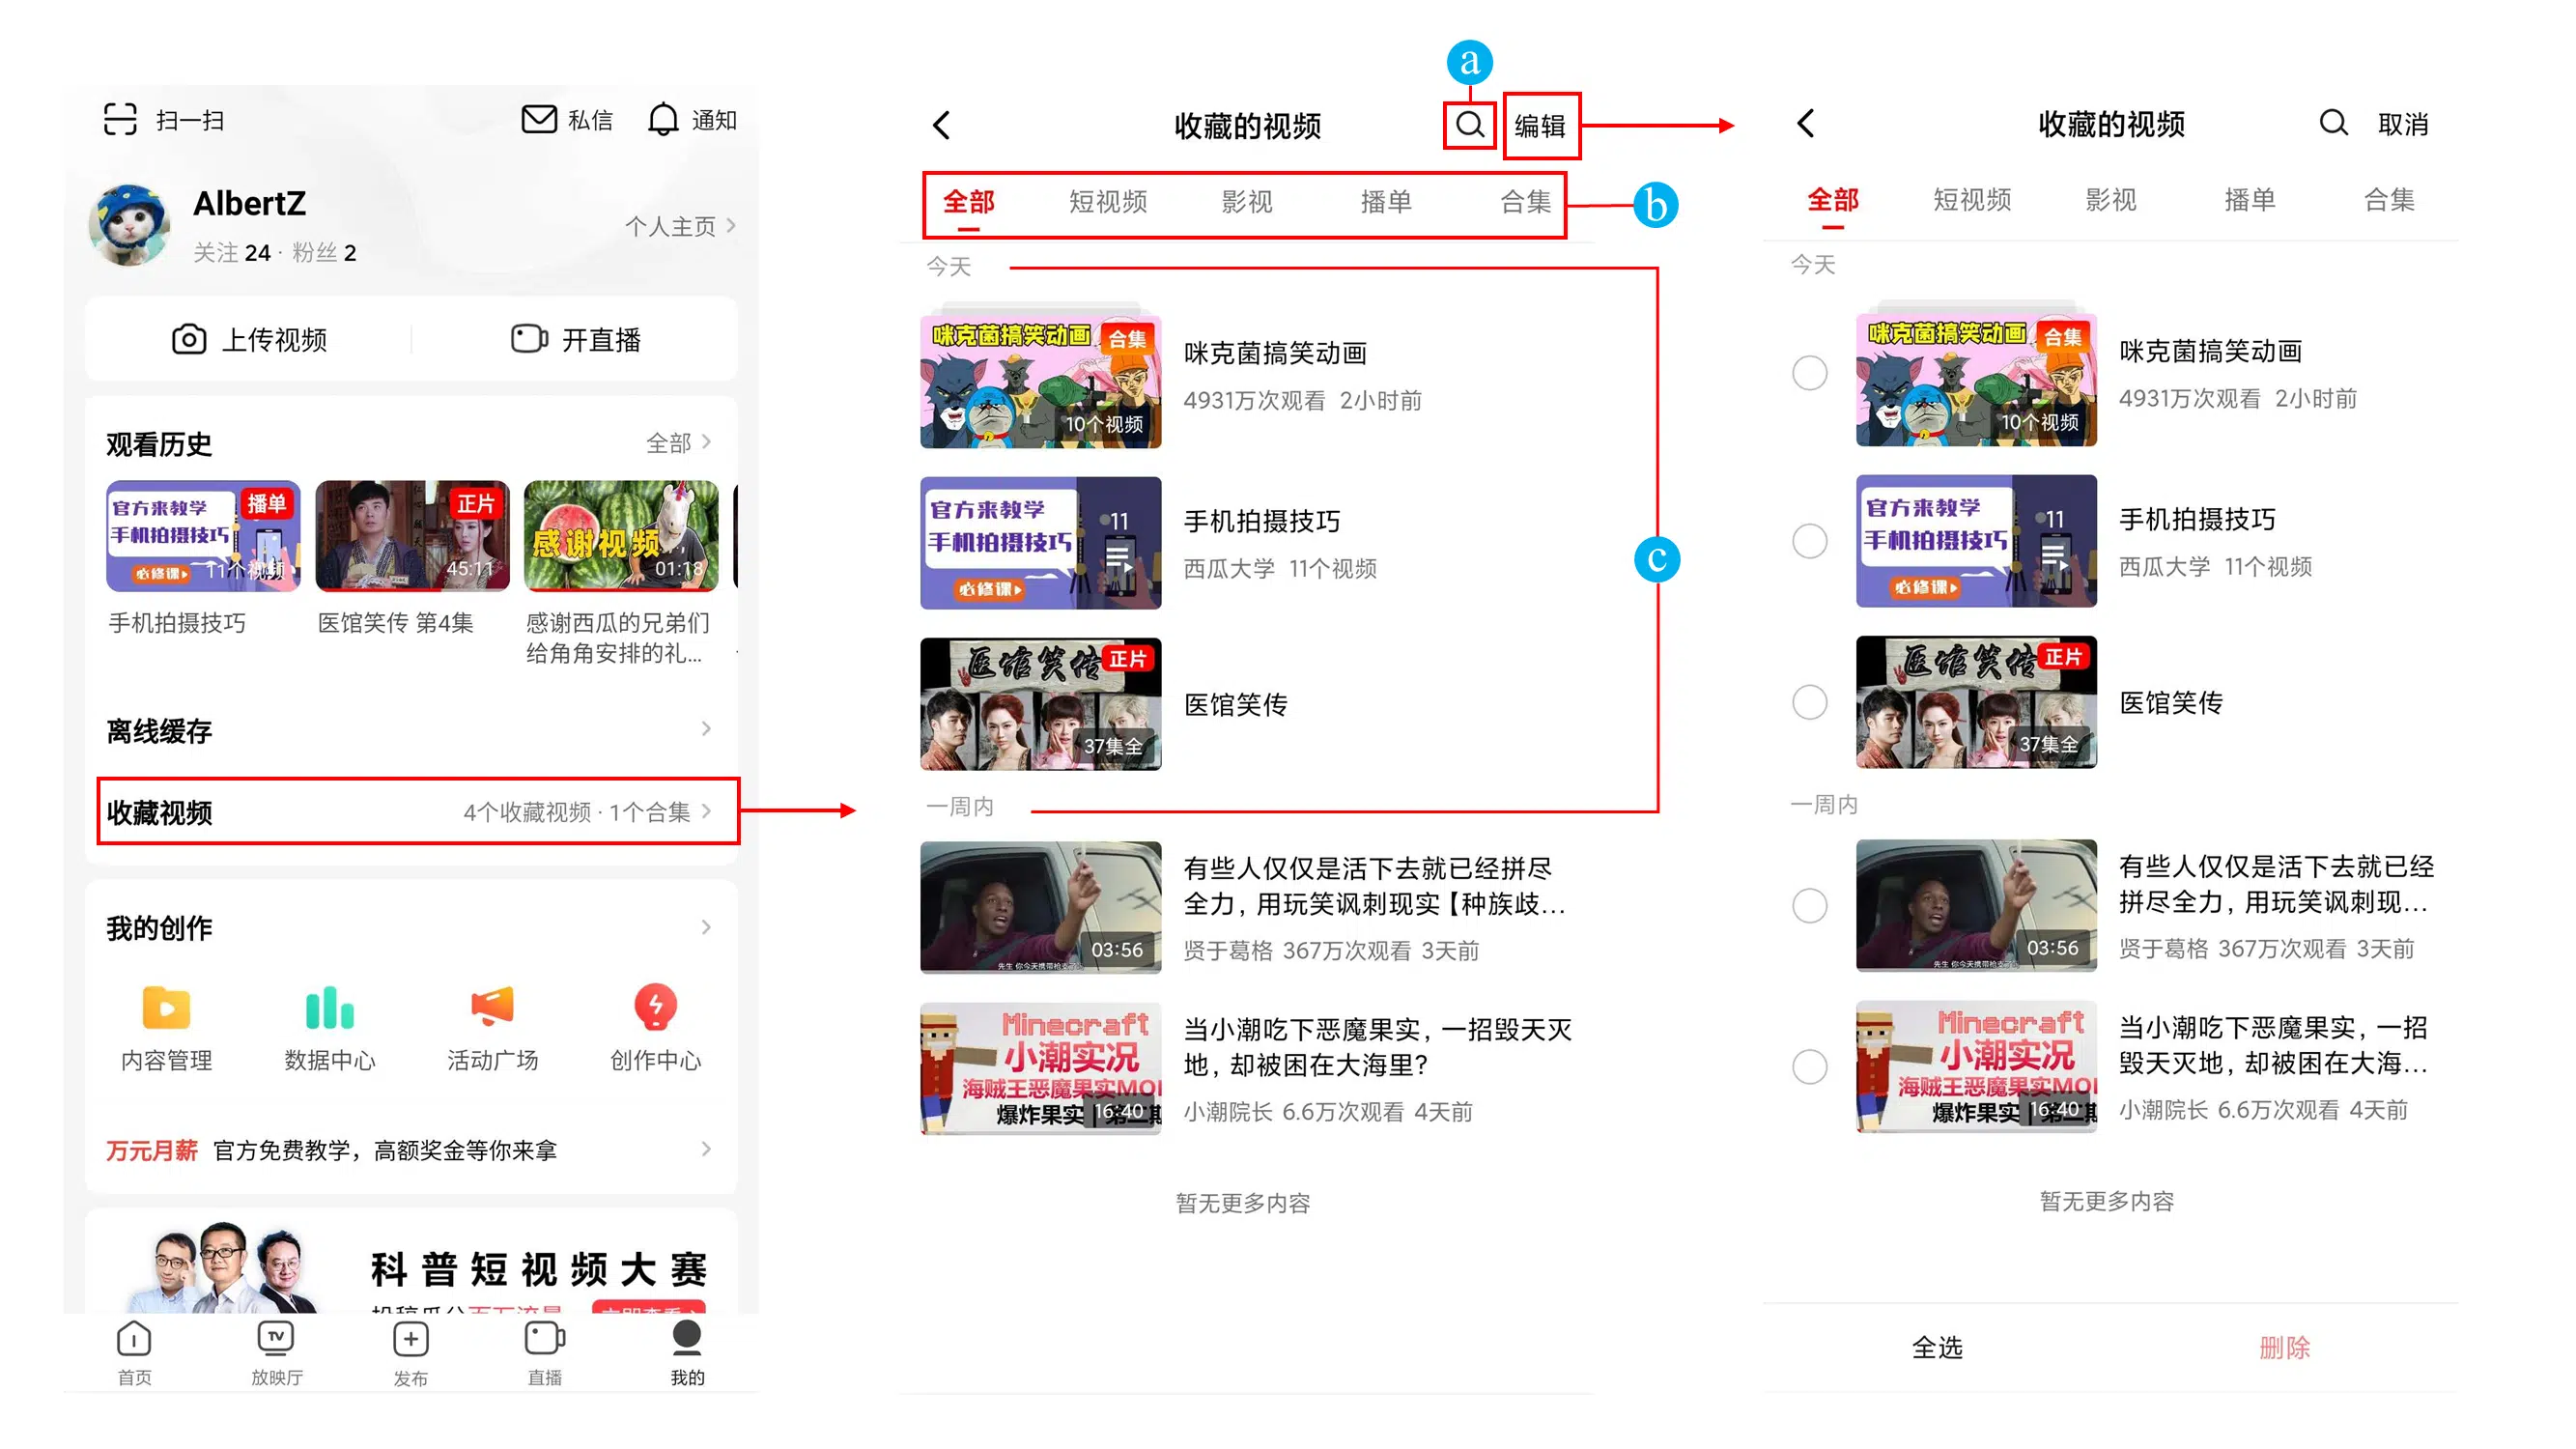 扫一扫
私信
通知
AlbertZ
关注 24 · 粉丝 2
个人主页
上传视频
开直播
观看历史
全部
官方来教学
手机拍摄技巧
必修课
播单
11个视频
正片
45:11
感谢视频
01:18
手机拍摄技巧
医馆笑传 第4集
感谢西瓜的兄弟们
给角角安排的礼...
离线缓存
收藏视频
4个收藏视频 · 1个合集
我的创作
内容管理
数据中心
活动广场
创作中心
万元月薪 官方免费教学，高额奖金等你来拿
科普短视频大赛
首页
TV
放映厅
发布
直播
我的
a
收藏的视频
编辑
全部
短视频
影视
播单
合集
b
今天
咪克菌搞笑动画
合集
10个视频
咪克菌搞笑动画
4931万次观看 2小时前
官方来教学
手机拍摄技巧
必修课
11
手机拍摄技巧
西瓜大学 11个视频
c
医馆笑传
正片
37集全
医馆笑传
一周内
03:56
有些人仅仅是活下去就已经拼尽
全力，用玩笑讽刺现实【种族歧...
贤于葛格 367万次观看 3天前
Minecraft
小潮实况
海贼王恶魔果实MO
爆炸果实
16:40
当小潮吃下恶魔果实，一招毁天灭
地，却被困在大海里？
小潮院长 6.6万次观看 4天前
暂无更多内容
收藏的视频
取消
全部
短视频
影视
播单
合集
今天
咪克菌搞笑动画
合集
10个视频
咪克菌搞笑动画
4931万次观看 2小时前
官方来教学
手机拍摄技巧
必修课
11
手机拍摄技巧
西瓜大学 11个视频
医馆笑传
正片
37集全
医馆笑传
一周内
03:56
有些人仅仅是活下去就已经
拼尽全力，用玩笑讽刺现...
贤于葛格 367万次观看 3天前
Minecraft
小潮实况
海贼王恶魔果实MO
爆炸果实
16:40
当小潮吃下恶魔果实，一招
毁天灭地，却被困在大海...
小潮院长 6.6万次观看 4天前
暂无更多内容
全选
删除